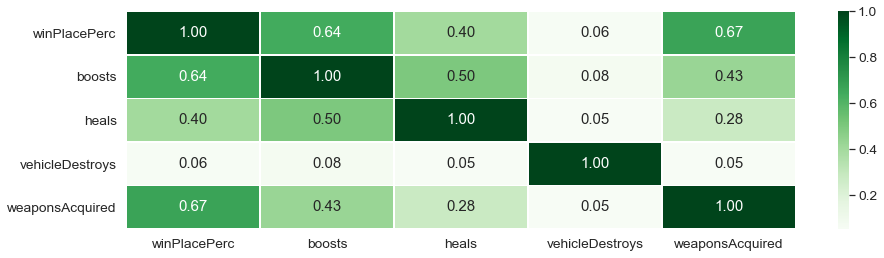 winPlacePerc 1.00 0.64 0.40 0.06 0.67
boosts 0.64 1.00 0.50 0.08 0.43
heals 0.40 0.50 1.00 0.05 0.28
vehicleDestroys 0.06 0.08 0.05 1.00 0.05
weaponsAcquired 0.67 0.43 0.28 0.05 1.00
winPlacePerc boosts heals vehicleDestroys weaponsAcquired
1.0
0.8
0.6
0.4
0.2